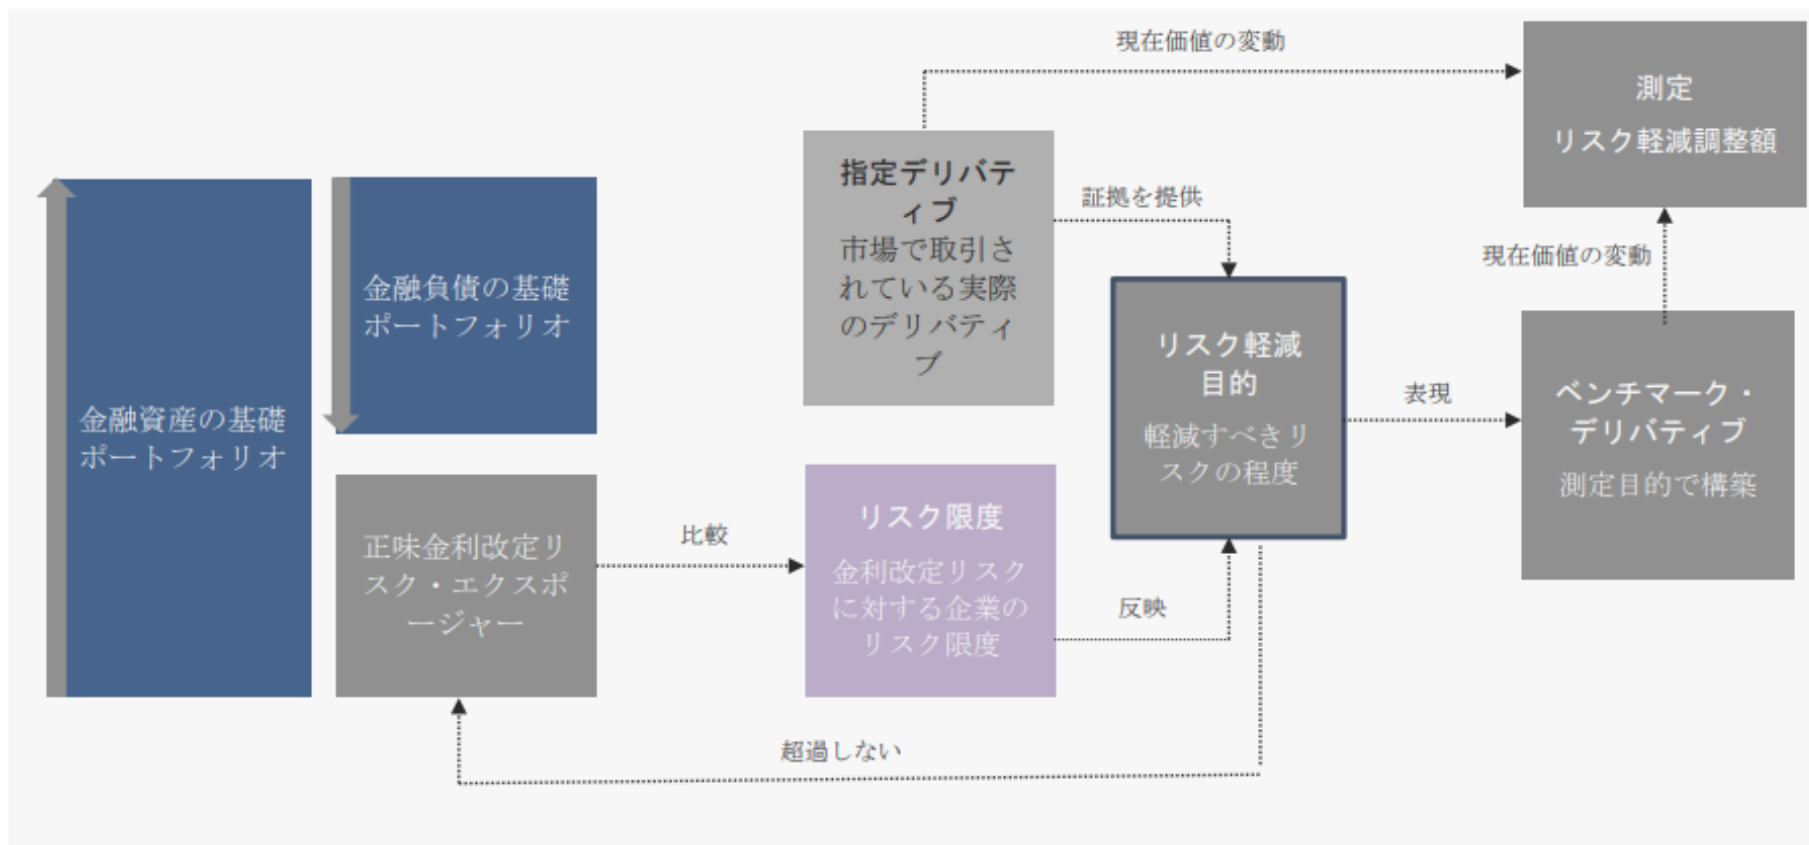 現在価値の変動
測定
リスク軽減調整額
指定デリバテ
ィブ
市場で取引さ
れている実際
のデリバティ
ブ
証拠を提供
現在価値の変動
金融負債の基礎
ポートフォリオ
金融資産の基礎
ポートフォリオ
リスク軽減
目的
軽減すべきリ
スクの程度
表現
ベンチマーク・
デリバティブ
測定目的で構築
正味金利改定リ
スク・エクスポ
ージャー
比較
リスク限度
金利改定リスク
に対する企業の
リスク限度
反映
超過しない